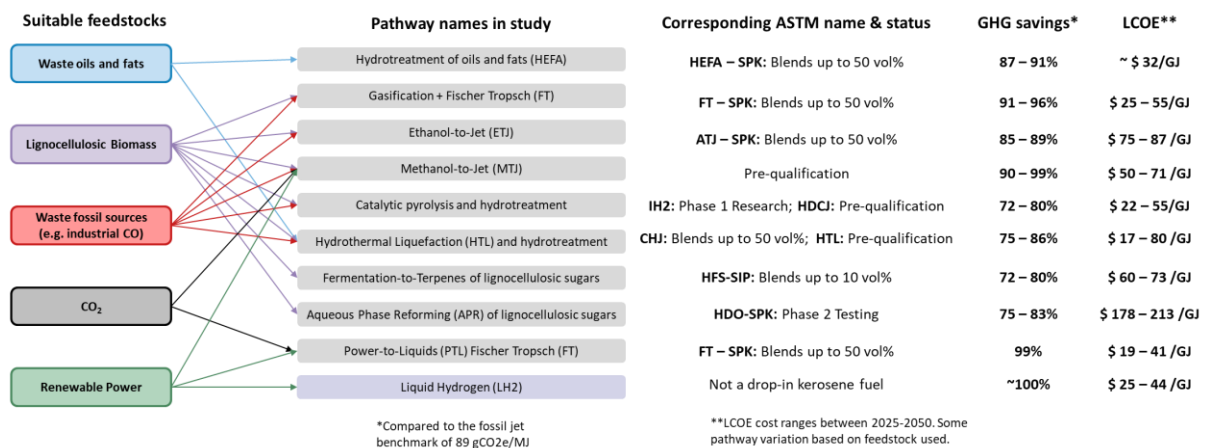 Suitable feedstocks
Pathway names in study
Corresponding ASTM name & status
GHG savings*
LCOE**
Waste oils and fats
Lignocellulosic Biomass
Waste fossil sources
(e.g. industrial CO)
CO₂
Renewable Power
Hydrotreatment of oils and fats (HEFA)
HEFA – SPK: Blends up to 50 vol%
87 – 91%
~ $ 32/GJ
Gasification + Fischer Tropsch (FT)
FT – SPK: Blends up to 50 vol%
91 – 96%
$ 25 – 55/GJ
Ethanol-to-Jet (ETJ)
ATJ – SPK: Blends up to 50 vol%
85 – 89%
$ 75 – 87 /GJ
Methanol-to-Jet (MTJ)
Pre-qualification
90 – 99%
$ 50 – 71 /GJ
Catalytic pyrolysis and hydrotreatment
IH2: Phase 1 Research; HDCJ: Pre-qualification
72 – 80%
$ 22 – 55/GJ
Hydrothermal Liquefaction (HTL) and hydrotreatment
CHJ: Blends up to 50 vol%; HTL: Pre-qualification
75 – 86%
$ 17 – 80 /GJ
Fermentation-to-Terpenes of lignocellulosic sugars
HFS-SIP: Blends up to 10 vol%
72 – 80%
$ 60 – 73 /GJ
Aqueous Phase Reforming (APR) of lignocellulosic sugars
HDO-SPK: Phase 2 Testing
75 – 83%
$ 178 – 213 /GJ
Power-to-Liquids (PTL) Fischer Tropsch (FT)
FT – SPK: Blends up to 50 vol%
99%
$ 19 – 41 /GJ
Liquid Hydrogen (LH2)
Not a drop-in kerosene fuel
~100%
$ 25 – 44 /GJ
*Compared to the fossil jet
benchmark of 89 gCO2e/MJ
**LCOE cost ranges between 2025-2050. Some
pathway variation based on feedstock used.